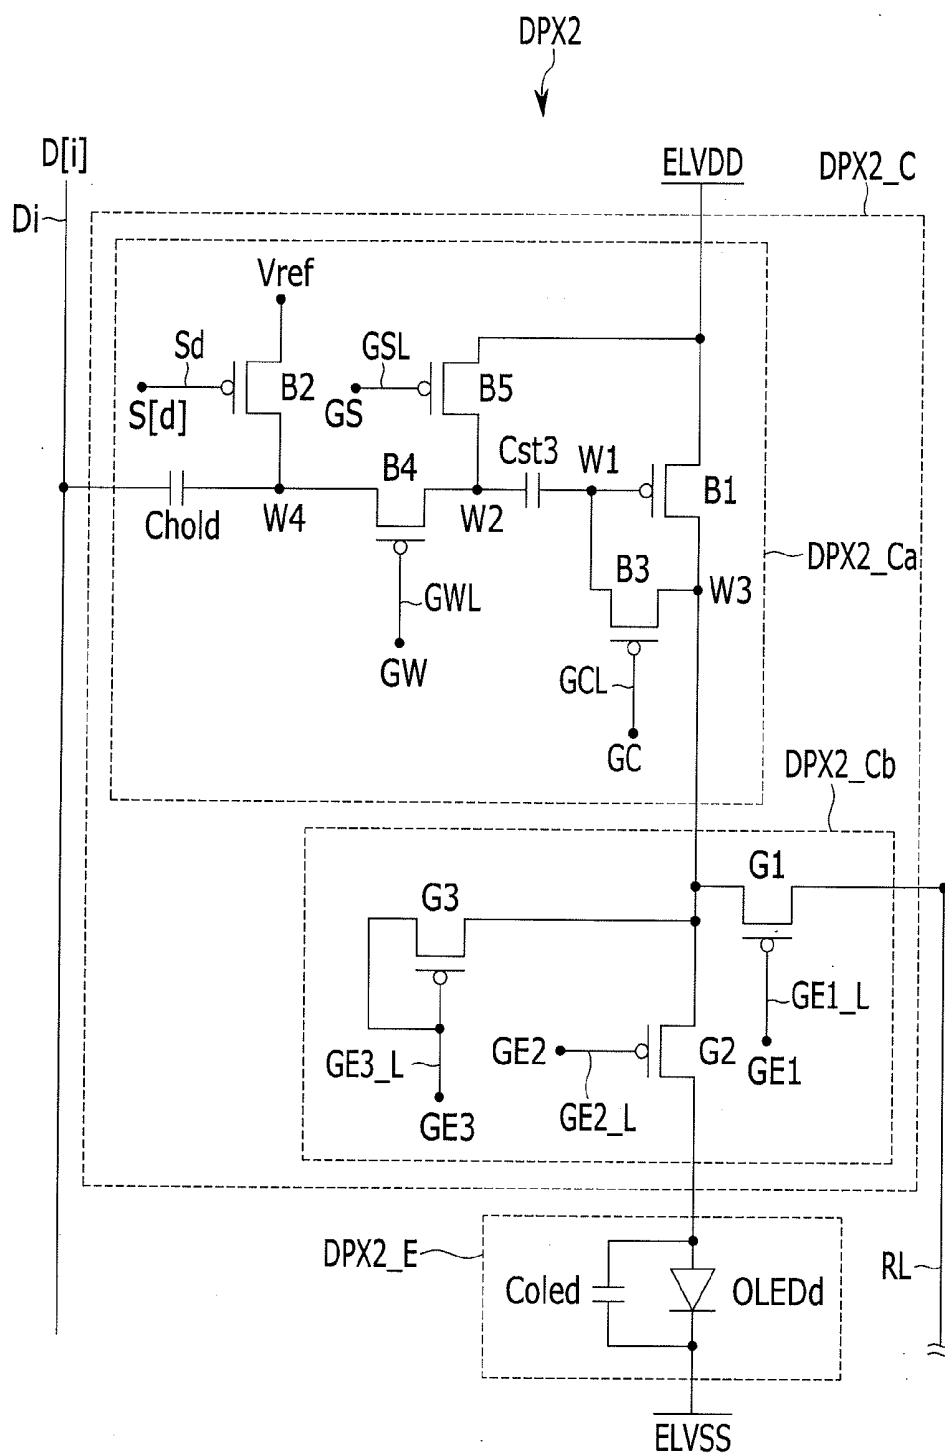 DPX2
D[i]
ELVDD
DPX2_C
Di
Vref
Sd
GSL
B2
B5
S[d]
GS
Cst3
W1
B4
B1
Chold
W4
W2
DPX2_Ca
B3
W3
GWL
GW
GCL
GC
DPX2_Cb
G1
G3
GE1_L
GE2
G2
GE3_L
GE1
GE2_L
GE3
DPX2_E
RL
Coled
OLEDd
ELVSS